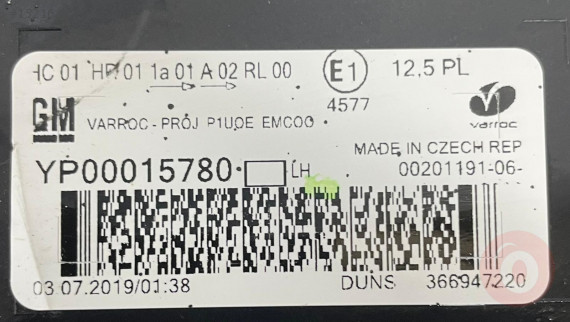 HC 01 HR 01 1a 01 A 02 RL 00
E1
12,5 PL
4577
GM
VARROC - PROJ P1UOE EMCOO
varroc
MADE IN CZECH REP
YP00015780- LH
00201191-06-
03.07.2019/01:38
DUNS 366947220